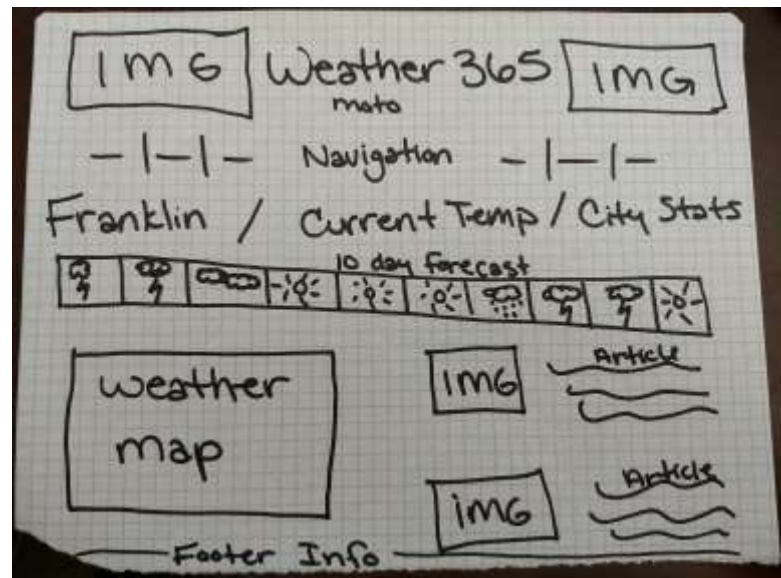 IMG Weather 365 IMG
moto
Navigation
Franklin / Current Temp / City Stats
10 day forecast
weather
map
IMG Article
IMG Article
Footer Info